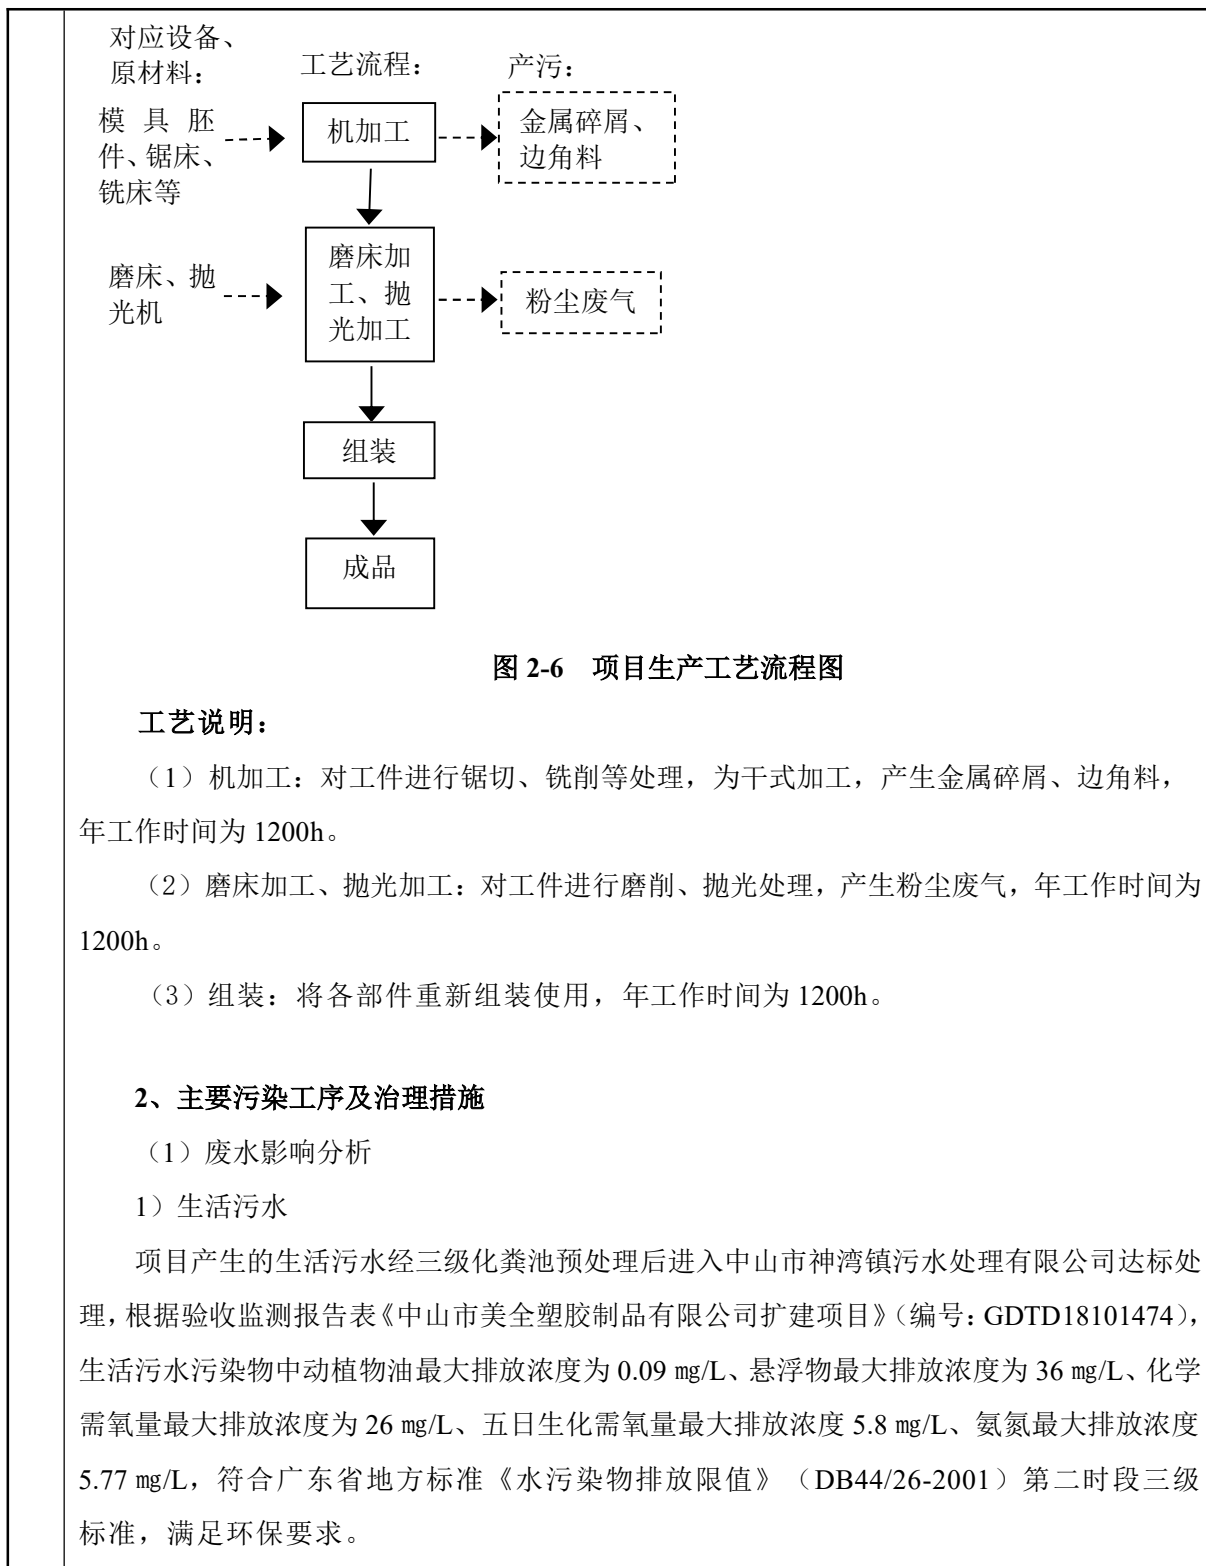 对应设备、
原材料：
工艺流程：
产污：
模具胚
件、锯床、
铣床等
机加工
金属碎屑、
边角料
磨床、抛
光机
磨床加
工、抛
光加工
粉尘废气
组装
成品
图 2-6 项目生产工艺流程图
工艺说明：
（1）机加工：对工件进行锯切、铣削等处理，为干式加工，产生金属碎屑、边角料，
年工作时间为 1200h。
（2）磨床加工、抛光加工：对工件进行磨削、抛光处理，产生粉尘废气，年工作时间为
1200h。
（3）组装：将各部件重新组装使用，年工作时间为 1200h。
2、主要污染工序及治理措施
（1）废水影响分析
1）生活污水
项目产生的生活污水经三级化粪池预处理后进入中山市神湾镇污水处理有限公司达标处
理，根据验收监测报告表《中山市美全塑胶制品有限公司扩建项目》（编号：GDTD18101474），
生活污水污染物中动植物油最大排放浓度为 0.09 ㎎/L、悬浮物最大排放浓度为 36 ㎎/L、化学
需氧量最大排放浓度为 26 ㎎/L、五日生化需氧量最大排放浓度 5.8 ㎎/L、氨氮最大排放浓度
5.77 ㎎/L，符合广东省地方标准《水污染物排放限值》（DB44/26-2001）第二时段三级
标准，满足环保要求。